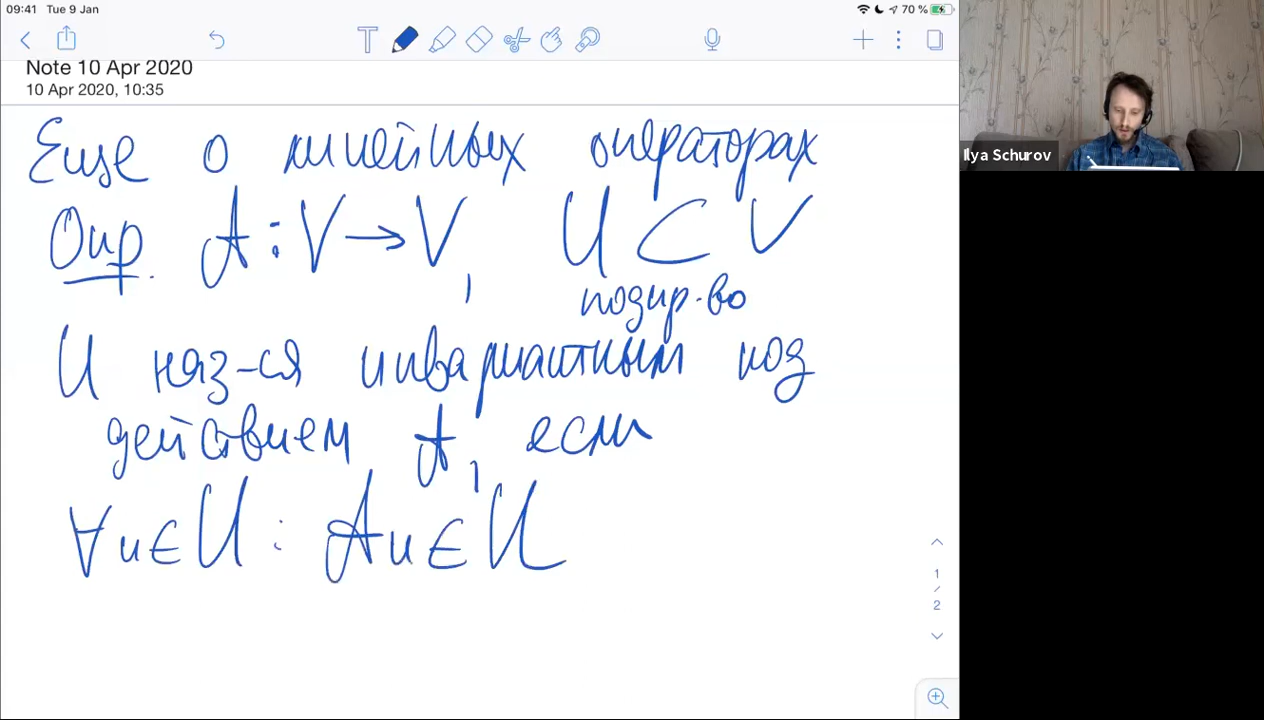 09:41 Tue 9 Jan 70 %
Note 10 Apr 2020
10 Apr 2020, 10:35
Еще о линейных операторах
Опр. A : V → V, U ⊂ V
подпр-во
U наз-ся инвариантным под
действием A, если
∀u∈U : Au∈U
1
/
2
Ilya Schurov